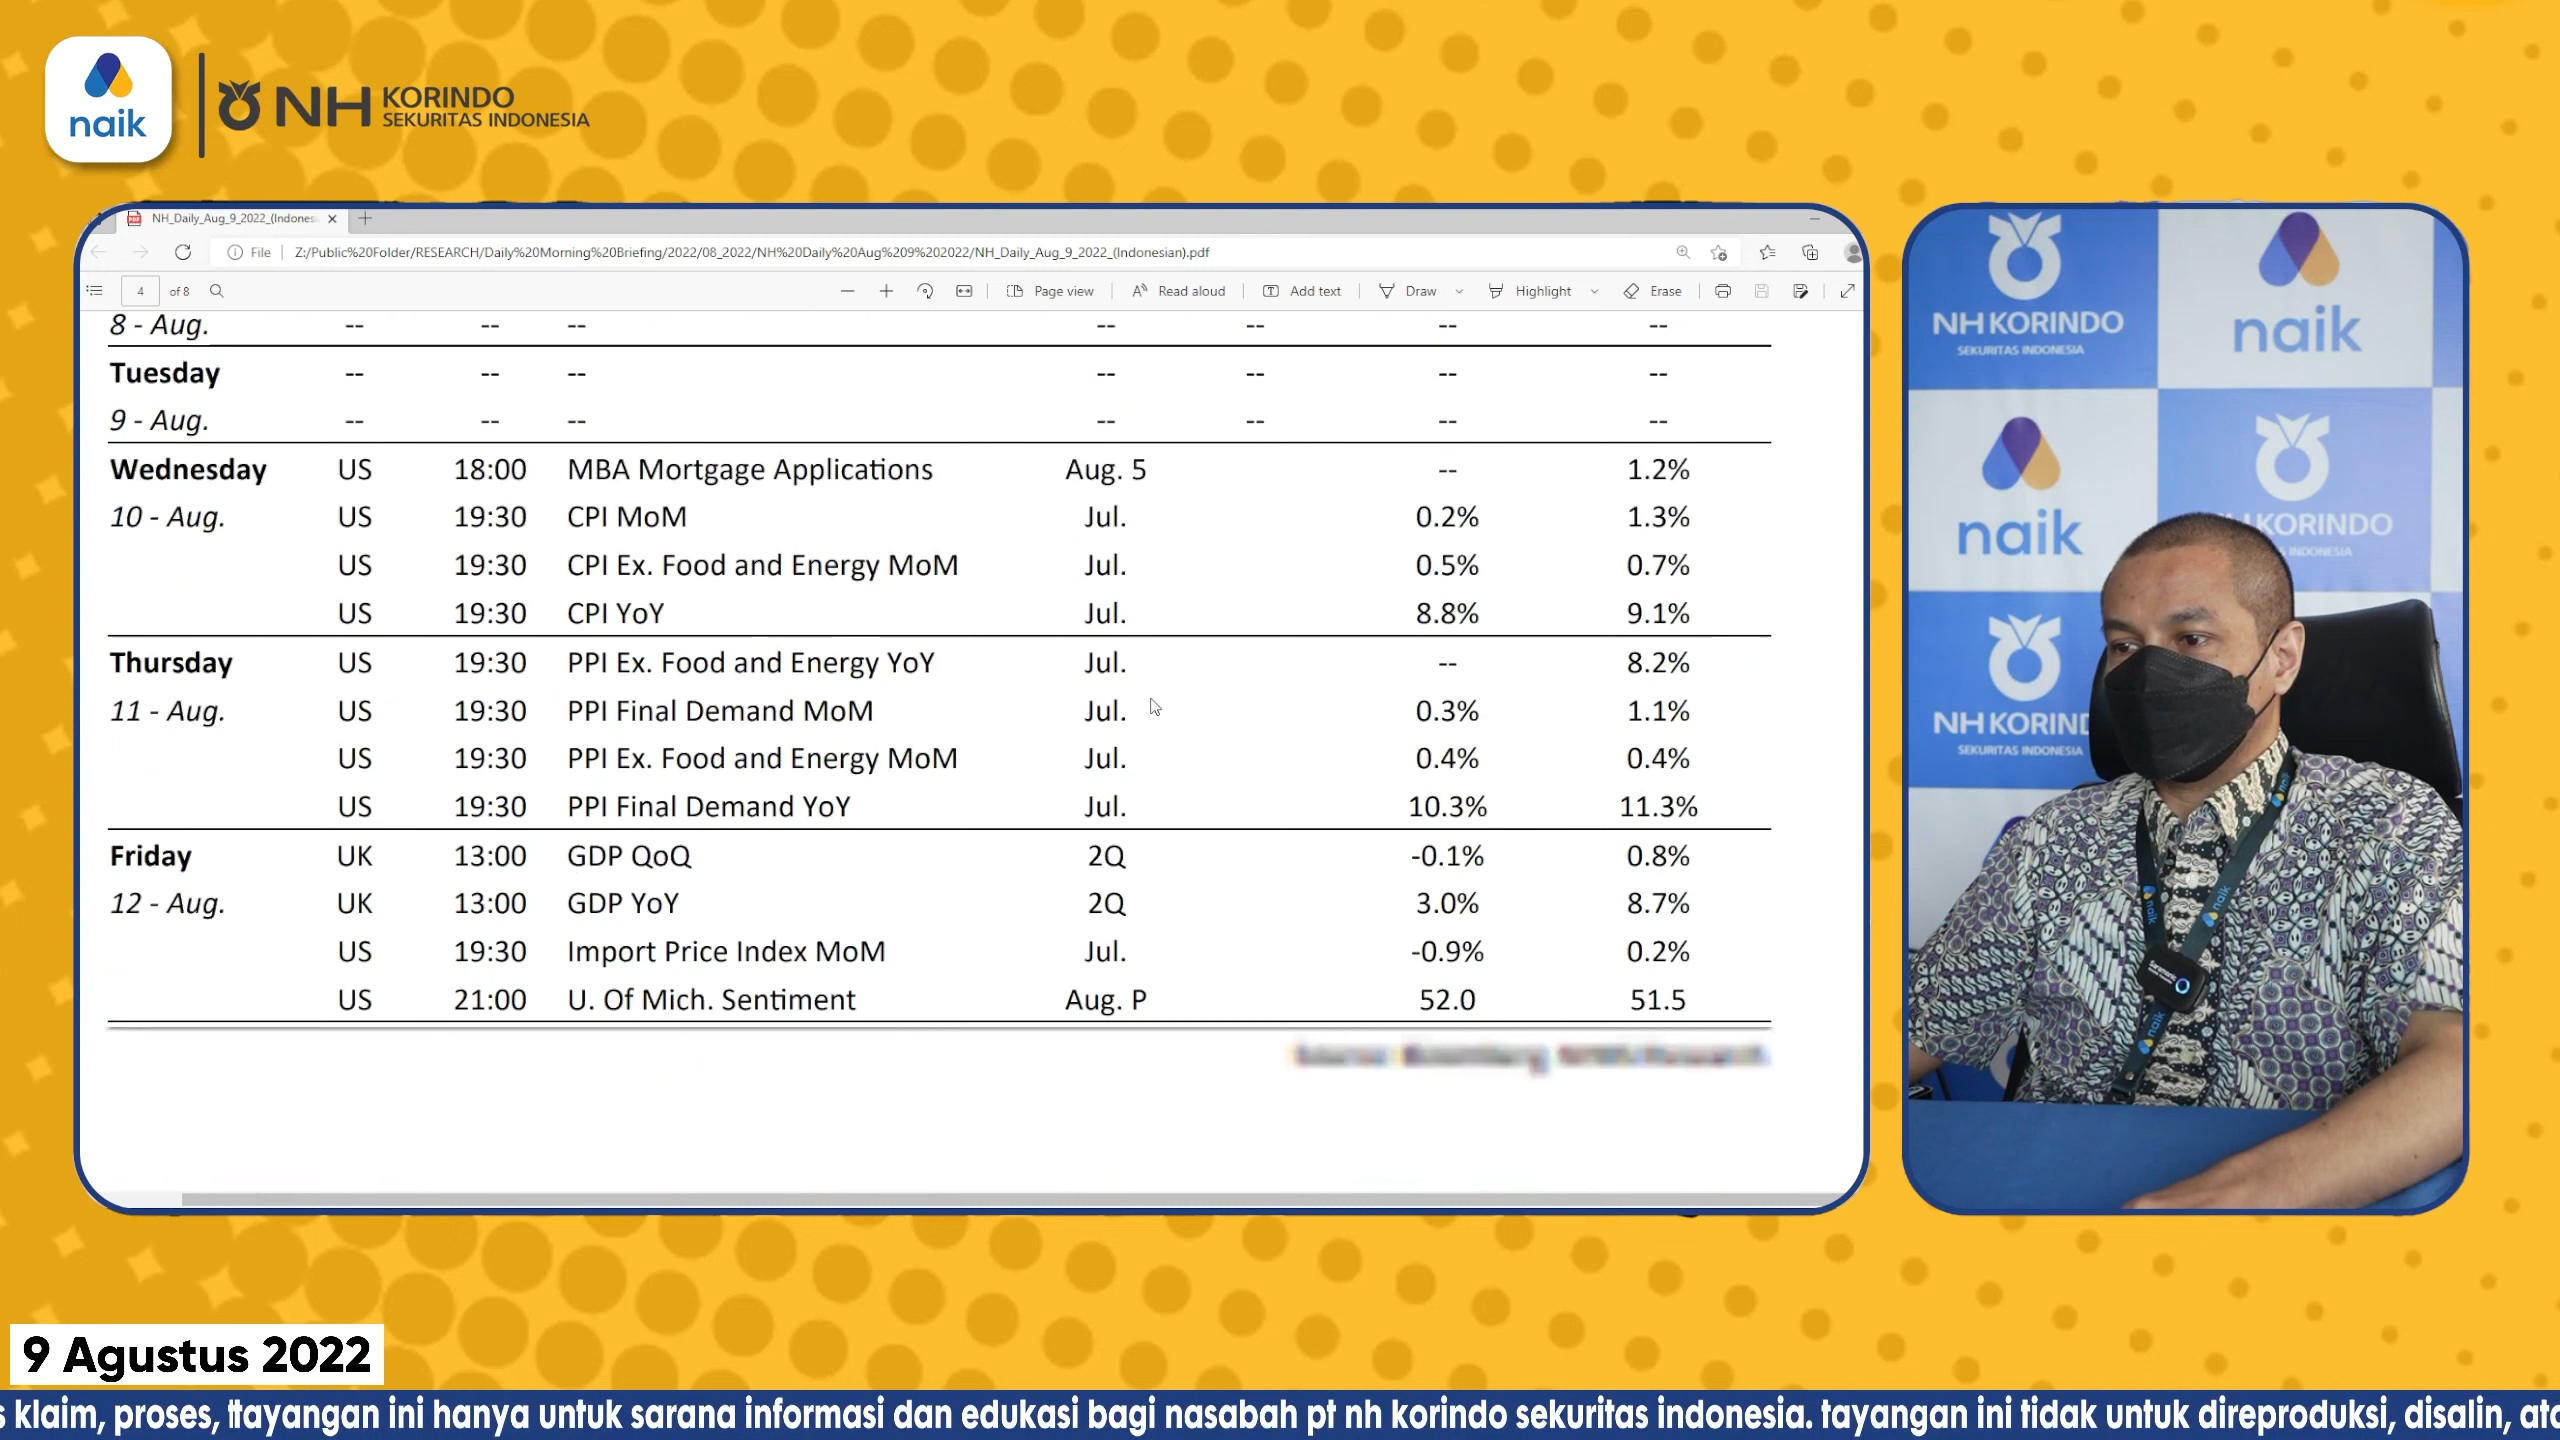 naik
NH KORINDO
SEKURITAS INDONESIA
NH_Daily_Aug_9_2022_(Indones
File Z:/Public%20Folder/RESEARCH/Daily%20Morning%20Briefing/2022/08_2022/NH%20Daily%20Aug%209%202022/NH_Daily_Aug_9_2022_(Indonesian).pdf
4 of 8 Page view Read aloud Add text Draw Highlight Erase
8 - Aug. -- -- -- -- -- -- --
Tuesday -- -- -- -- -- -- --
9 - Aug. -- -- -- -- -- -- --
Wednesday US 18:00 MBA Mortgage Applications Aug. 5 -- 1.2%
10 - Aug. US 19:30 CPI MoM Jul. 0.2% 1.3%
US 19:30 CPI Ex. Food and Energy MoM Jul. 0.5% 0.7%
US 19:30 CPI YoY Jul. 8.8% 9.1%
Thursday US 19:30 PPI Ex. Food and Energy YoY Jul. -- 8.2%
11 - Aug. US 19:30 PPI Final Demand MoM Jul. 0.3% 1.1%
US 19:30 PPI Ex. Food and Energy MoM Jul. 0.4% 0.4%
US 19:30 PPI Final Demand YoY Jul. 10.3% 11.3%
Friday UK 13:00 GDP QoQ 2Q -0.1% 0.8%
12 - Aug. UK 13:00 GDP YoY 2Q 3.0% 8.7%
US 19:30 Import Price Index MoM Jul. -0.9% 0.2%
US 21:00 U. Of Mich. Sentiment Aug. P 52.0 51.5
NH KORINDO
SEKURITAS INDONESIA
naik
naik
KORINDO
INDONESIA
NH KORIND
SEKURITAS INDONESIA
naik
naik
naik
9 Agustus 2022
s klaim, proses, ttayangan ini hanya untuk sarana informasi dan edukasi bagi nasabah pt nh korindo sekuritas indonesia. tayangan ini tidak untuk direproduksi, disalin, ata